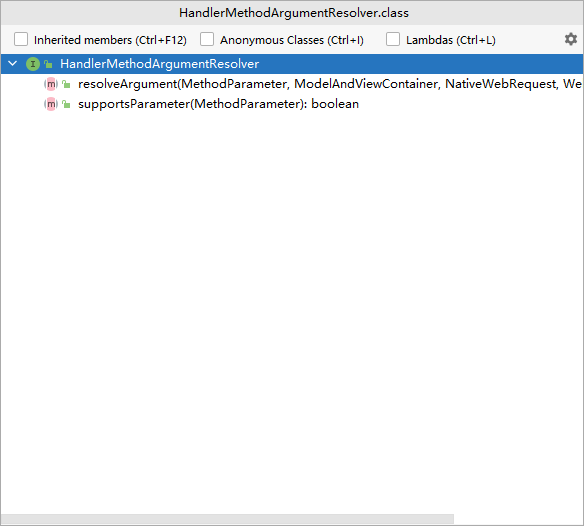 HandlerMethodArgumentResolver.class
Inherited members (Ctrl+F12) Anonymous Classes (Ctrl+I) Lambdas (Ctrl+L)
I HandlerMethodArgumentResolver
m resolveArgument(MethodParameter, ModelAndViewContainer, NativeWebRequest, We
m supportsParameter(MethodParameter): boolean